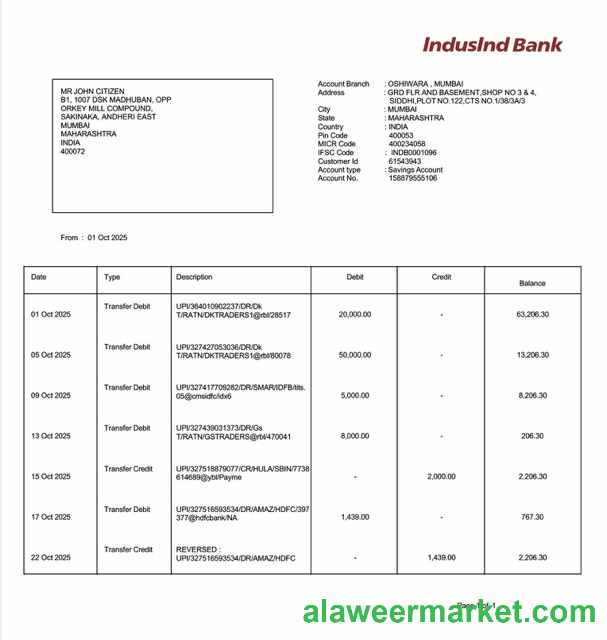 IndusInd Bank
MR JOHN CITIZEN
B1, 1007 DSK MADHUBAN, OPP
ORKEY MILL COMPOUND,
SAKINAKA, ANDHERI EAST
MUMBAI
MAHARASHTRA
INDIA
400072
Account Branch : OSHIWARA , MUMBAI
Address : GRD FLR AND BASEMENT,SHOP NO 3 & 4,
SIDDHI,PLOT NO.122,CTS NO.1/38/3A/3
City : MUMBAI
State : MAHARASHTRA
Country : INDIA
Pin Code 400053
MICR Code : 400234058
IFSC Code : INDB0001096
Customer Id 61543943
Account type : Savings Account
Account No. 158879555106
From : 01 Oct 2025
Date Type Description Debit Credit Balance
01 Oct 2025 Transfer Debit UPI/364010902237/DR/Dk 20,000.00 - 63,206.30
T/RATN/DKTRADERS1@rbl/28517
05 Oct 2025 Transfer Debit UPI/327427053036/DR/Dk 50,000.00 - 13,206.30
T/RATN/DKTRADERS1@rbl/80078
09 Oct 2025 Transfer Debit UPI/327417709282/DR/SMAR/IDFB/tits. 5,000.00 - 8,206.30
05@cmsidfc/idx6
13 Oct 2025 Transfer Debit UPI/327439031373/DR/Gs 8,000.00 - 206.30
T/RATN/GSTRADERS@rbl/470041
15 Oct 2025 Transfer Credit UPI/327518879077/CR/HULA/SBIN/7738 - 2,000.00 2,206.30
614689@ybl/Payme
17 Oct 2025 Transfer Debit UPI/327516593534/DR/AMAZ/HDFC/397 1,439.00 - 767.30
377@hdfcbank/NA
22 Oct 2025 Transfer Credit REVERSED : - 1,439.00 2,206.30
UPI/327516593534/DR/AMAZ/HDFC
Page 1 of 1
alaweermarket.com